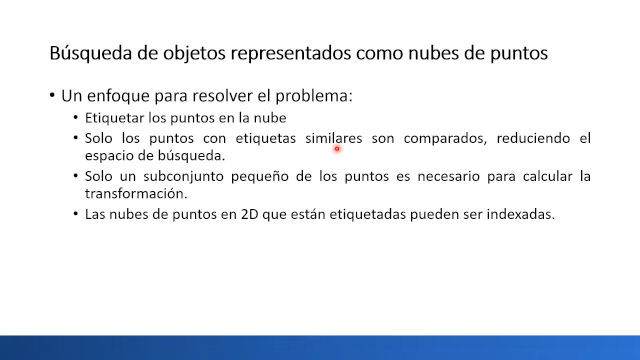 Búsqueda de objetos representados como nubes de puntos
• Un enfoque para resolver el problema:
• Etiquetar los puntos en la nube
• Solo los puntos con etiquetas similares son comparados, reduciendo el
espacio de búsqueda.
• Solo un subconjunto pequeño de los puntos es necesario para calcular la
transformación.
• Las nubes de puntos en 2D que están etiquetadas pueden ser indexadas.